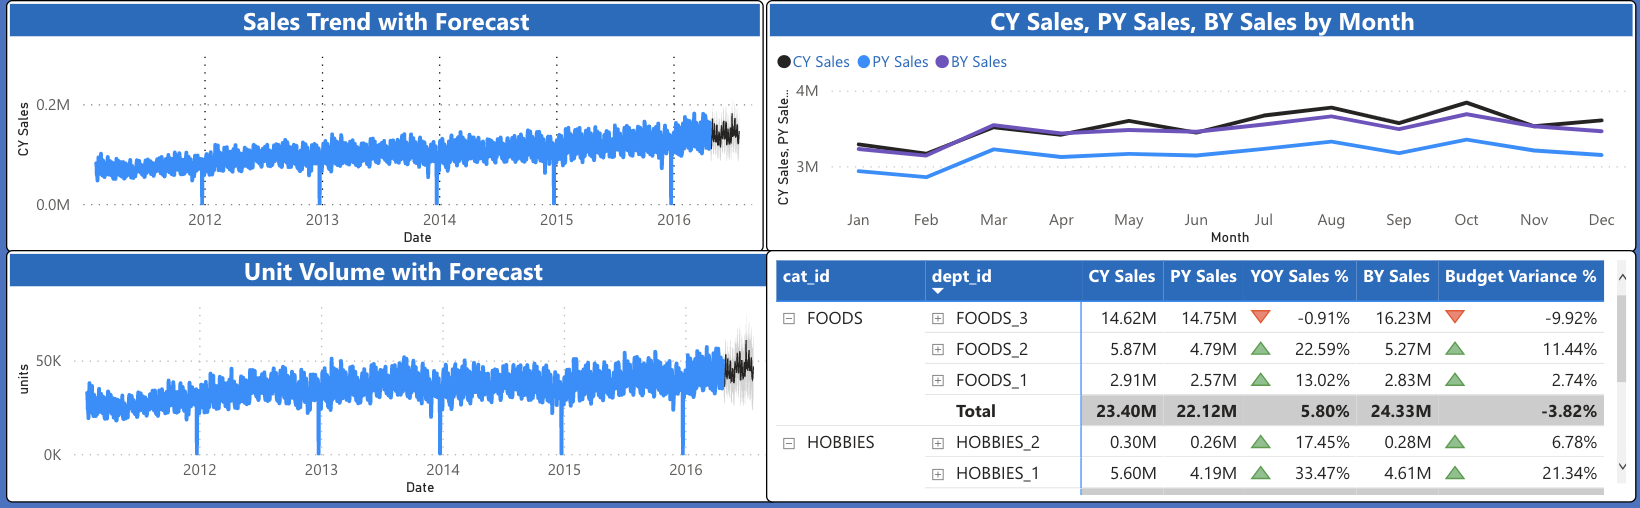 Sales Trend with Forecast
CY Sales
0.2M
0.0M
2012 2013 2014 2015 2016
Date
CY Sales, PY Sales, BY Sales by Month
CY Sales PY Sales BY Sales
CY Sales, PY Sale...
4M
3M
Jan Feb Mar Apr May Jun Jul Aug Sep Oct Nov Dec
Month
Unit Volume with Forecast
units
50K
0K
2012 2013 2014 2015 2016
Date
cat_id dept_id CY Sales PY Sales YOY Sales % BY Sales Budget Variance %
FOODS FOODS_3 14.62M 14.75M -0.91% 16.23M -9.92%
FOODS_2 5.87M 4.79M 22.59% 5.27M 11.44%
FOODS_1 2.91M 2.57M 13.02% 2.83M 2.74%
Total 23.40M 22.12M 5.80% 24.33M -3.82%
HOBBIES HOBBIES_2 0.30M 0.26M 17.45% 0.28M 6.78%
HOBBIES_1 5.60M 4.19M 33.47% 4.61M 21.34%